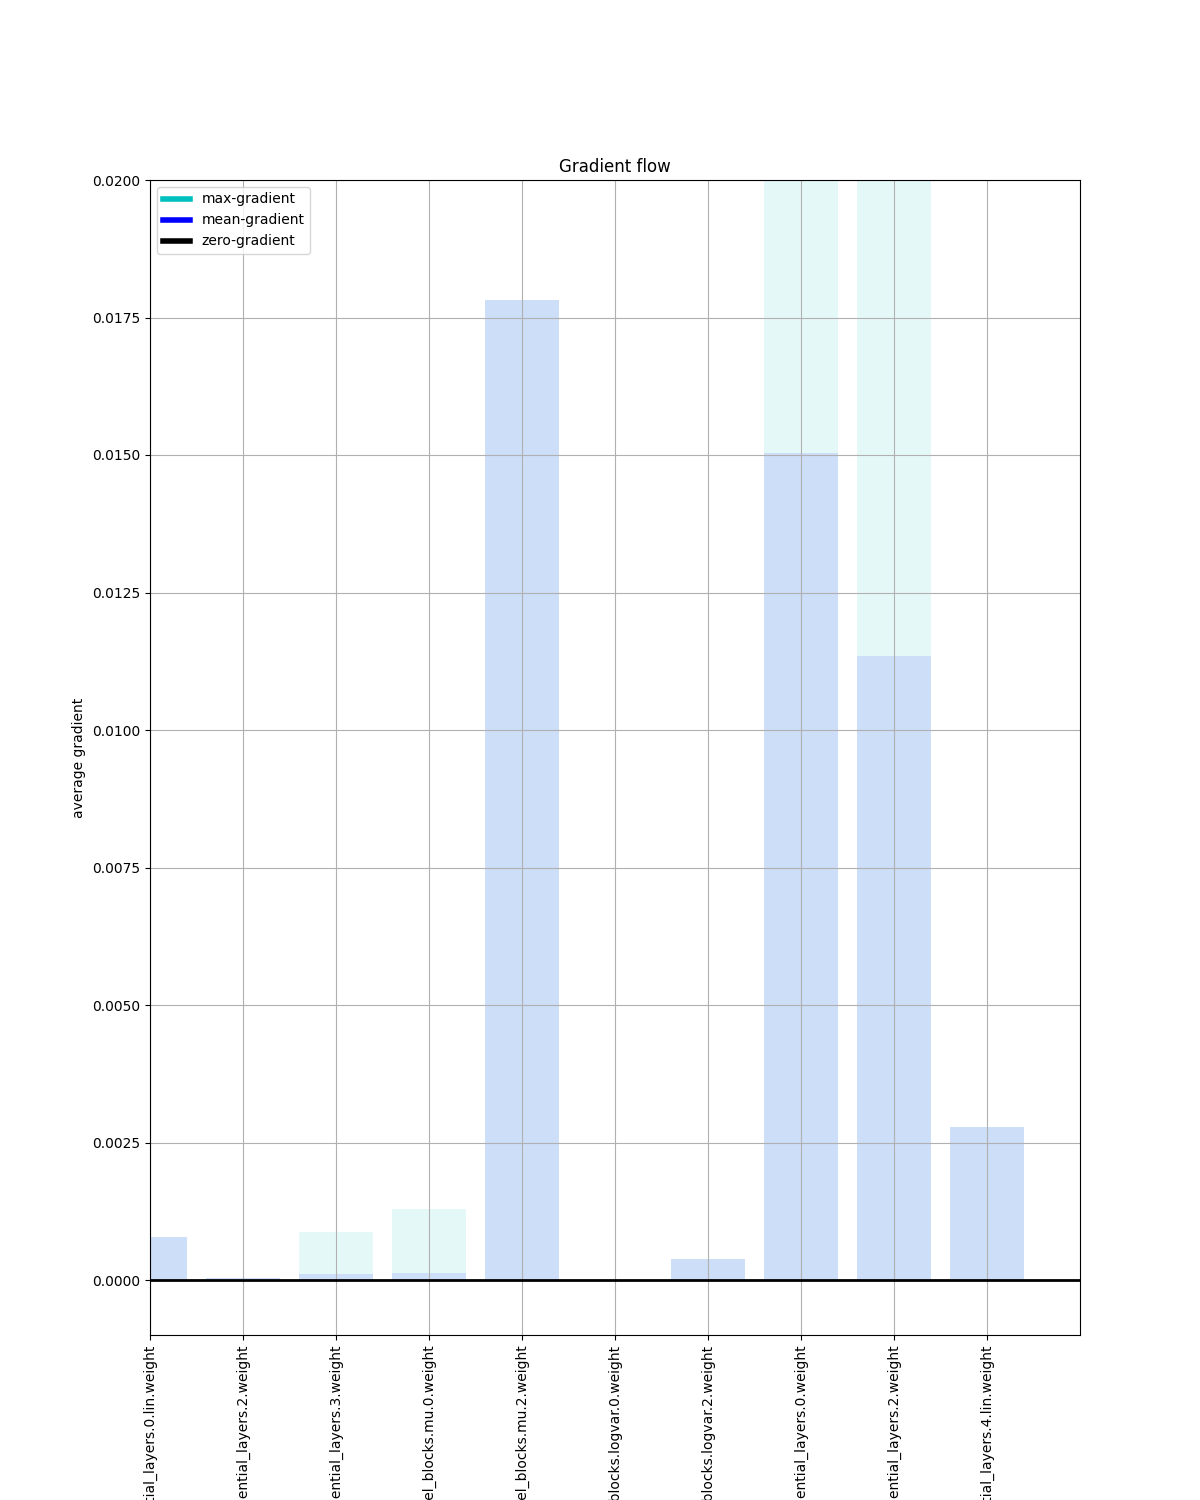 Gradient flow
max-gradient
mean-gradient
zero-gradient
0.0200
0.0175
0.0150
0.0125
0.0100
0.0075
0.0050
0.0025
0.0000
average gradient
tial_layers.0.lin.weight
ential_layers.2.weight
ential_layers.3.weight
el_blocks.mu.0.weight
el_blocks.mu.2.weight
blocks.logvar.0.weight
blocks.logvar.2.weight
ential_layers.0.weight
ential_layers.2.weight
tial_layers.4.lin.weight